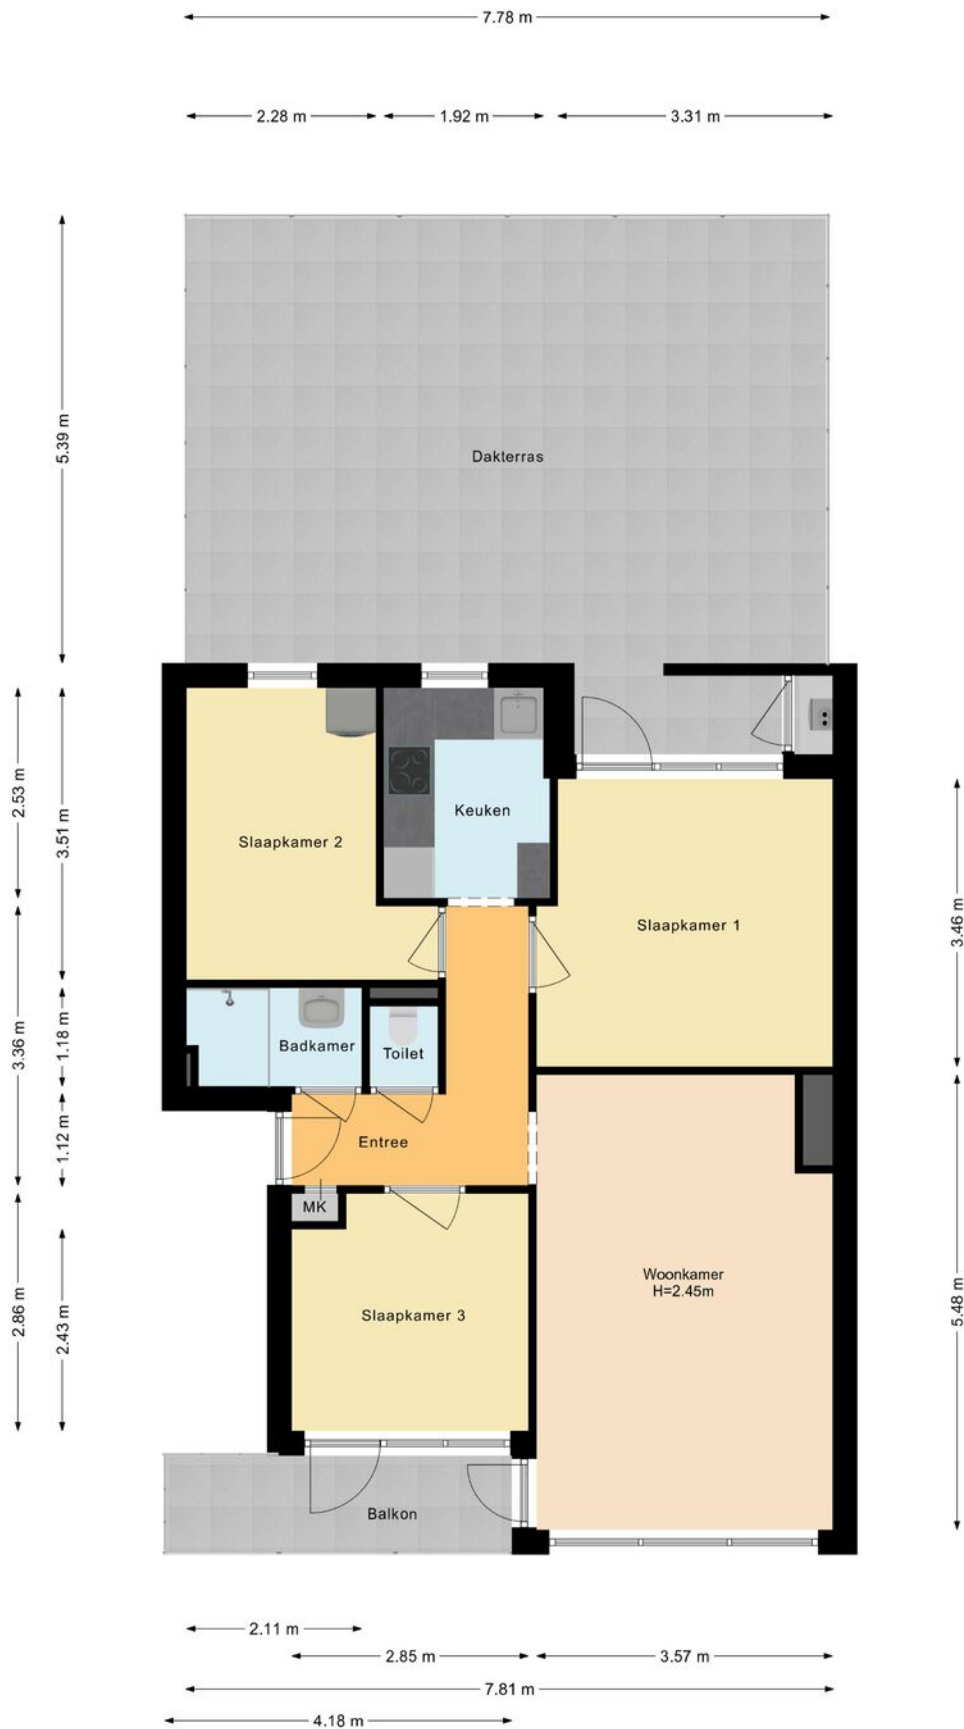 7.78 m
2.28 m
1.92 m
3.31 m
5.39 m
Dakterras
2.53 m
3.51 m
Keuken
Slaapkamer 2
Slaapkamer 1
3.46 m
3.36 m
1.18 m
Badkamer
Toilet
1.12 m
Entree
MK
Woonkamer
H=2.45m
2.86 m
2.43 m
Slaapkamer 3
5.48 m
Balkon
2.11 m
2.85 m
3.57 m
7.81 m
4.18 m